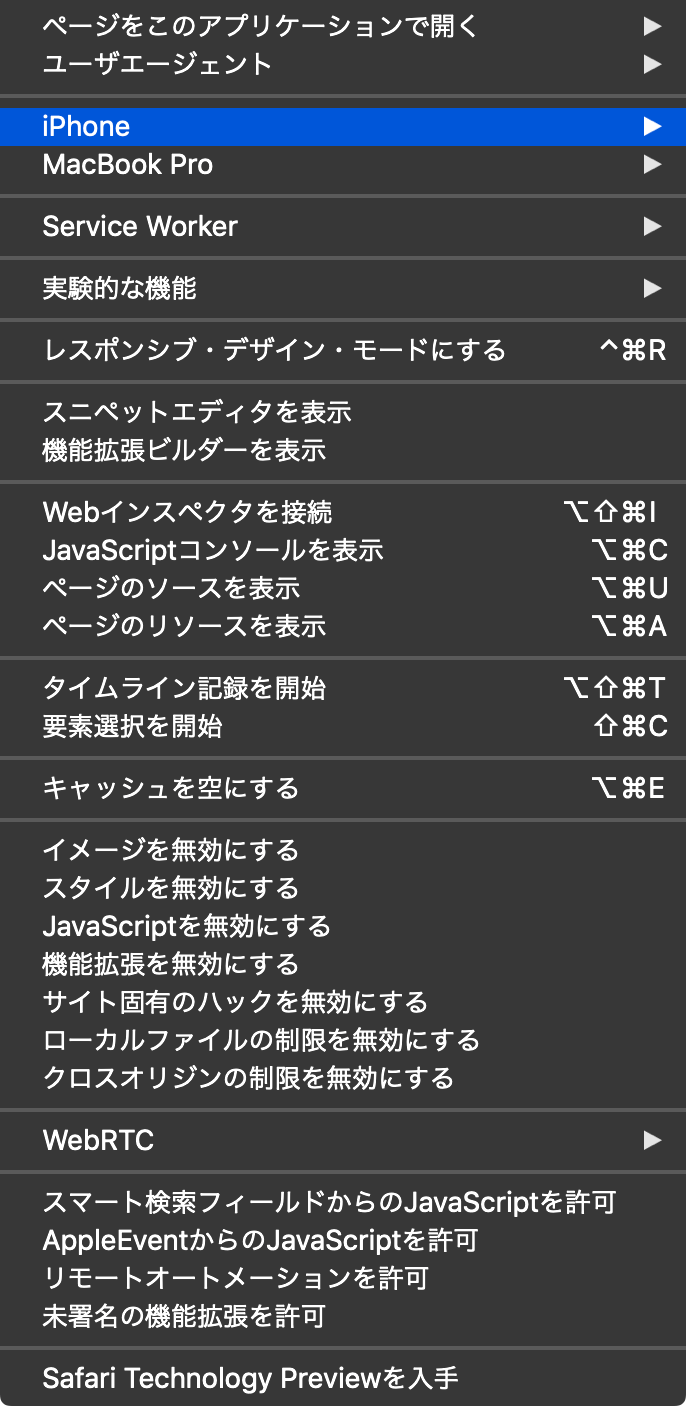 ページをこのアプリケーションで開く ▶
ユーザエージェント ▶
iPhone ▶
MacBook Pro ▶
Service Worker ▶
実験的な機能 ▶
レスポンシブ・デザイン・モードにする ^⌘R
スニペットエディタを表示
機能拡張ビルダーを表示
Webインスペクタを接続 ⌥⇧⌘I
JavaScriptコンソールを表示 ⌥⌘C
ページのソースを表示 ⌥⌘U
ページのリソースを表示 ⌥⌘A
タイムライン記録を開始 ⌥⇧⌘T
要素選択を開始 ⇧⌘C
キャッシュを空にする ⌥⌘E
イメージを無効にする
スタイルを無効にする
JavaScriptを無効にする
機能拡張を無効にする
サイト固有のハックを無効にする
ローカルファイルの制限を無効にする
クロスオリジンの制限を無効にする
WebRTC ▶
スマート検索フィールドからのJavaScriptを許可
AppleEventからのJavaScriptを許可
リモートオートメーションを許可
未署名の機能拡張を許可
Safari Technology Previewを入手